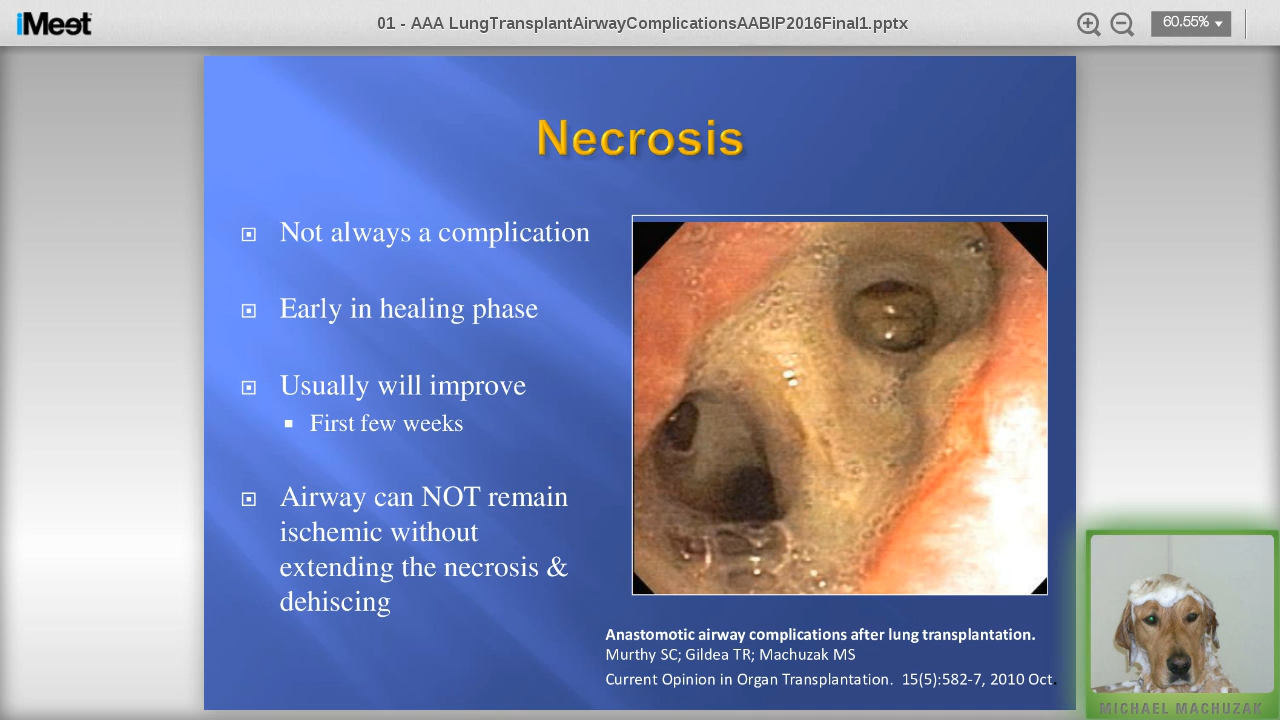 iMeet
01 - AAA LungTransplantAirwayComplicationsAABIP2016Final1.pptx
60.55%
Necrosis
Not always a complication
Early in healing phase
Usually will improve
First few weeks
Airway can NOT remain
ischemic without
extending the necrosis &
dehiscing
Anastomotic airway complications after lung transplantation.
Murthy SC; Gildea TR; Machuzak MS
Current Opinion in Organ Transplantation.  15(5):582-7, 2010 Oct.
MICHAEL MACHUZAK